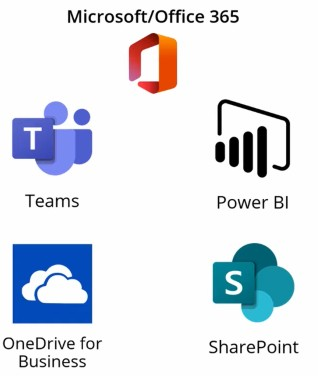 Microsoft/Office 365
T
Teams
Power BI
OneDrive for
Business
S
SharePoint